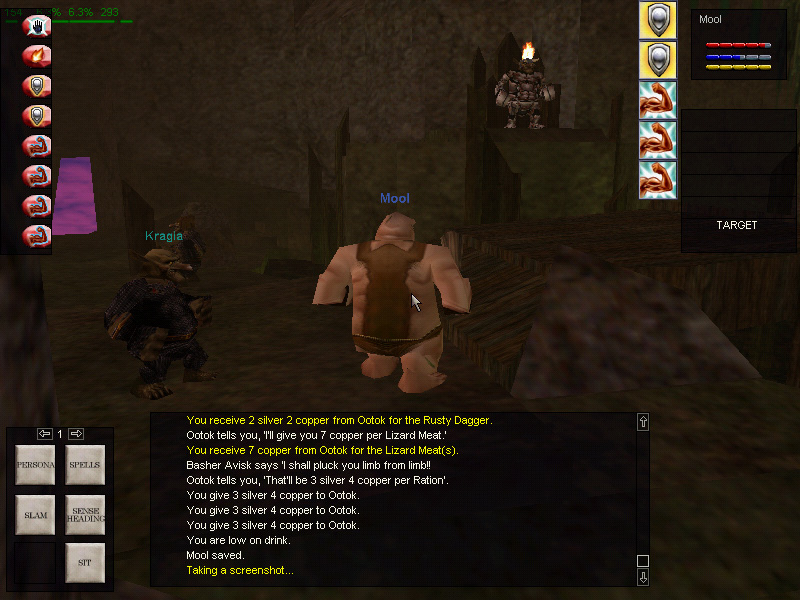 6.3% 293
Mool
Mool
Kragla
TARGET
You receive 2 silver 2 copper from Ootok for the Rusty Dagger.
Ootok tells you, 'I'll give you 7 copper per Lizard Meat.'
You receive 7 copper from Ootok for the Lizard Meat(s).
Basher Avisk says 'I shall pluck you limb from limb!!
Ootok tells you, 'That'll be 3 silver 4 copper per Ration'.
You give 3 silver 4 copper to Ootok.
You give 3 silver 4 copper to Ootok.
You give 3 silver 4 copper to Ootok.
You are low on drink.
Mool saved.
Taking a screenshot...
1
PERSONA SPELLS
SLAM SENSE
HEADING
SIT